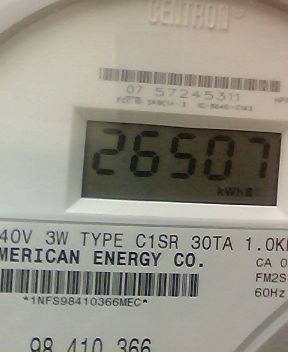 CENTRON®
07 57245311
26507
kWh
40V 3W TYPE C1SR 30TA 1.0K
MERICAN ENERGY CO.
CA 0
FM2S
*1NFS98410366MEC*
60Hz
98 410 366